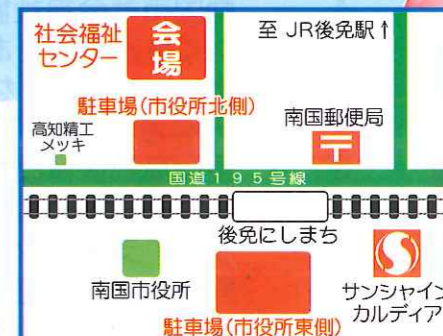 社会福祉
センター
会
場
至 JR後免駅↑
駐車場(市役所北側)
高知精工
メッキ
南国郵便局
〒
国道195号線
後免にしまち
南国市役所
サンシャイン
カルディア
駐車場(市役所東側)